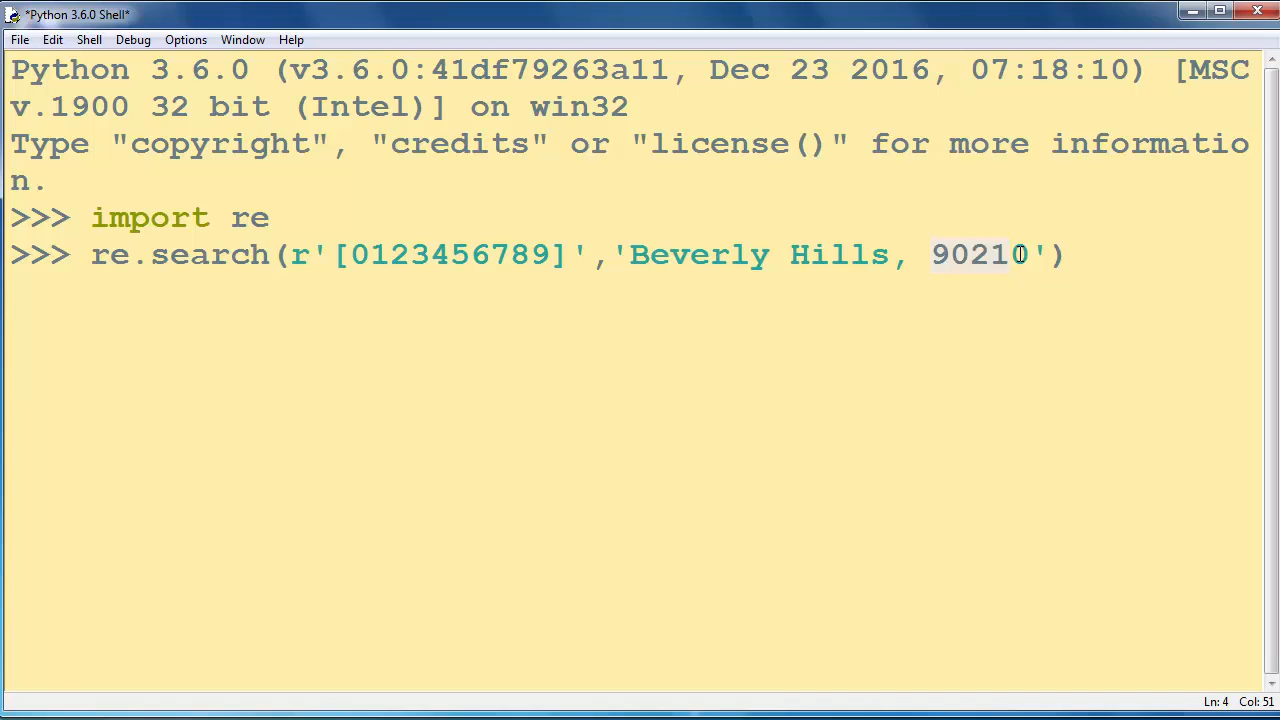 *Python 3.6.0 Shell*
File Edit Shell Debug Options Window Help
Python 3.6.0 (v3.6.0:41df79263a11, Dec 23 2016, 07:18:10) [MSC
v.1900 32 bit (Intel)] on win32
Type "copyright", "credits" or "license()" for more informatio
n.
>>> import re
>>> re.search(r'[0123456789]','Beverly Hills, 90210')
Ln: 4 Col: 51